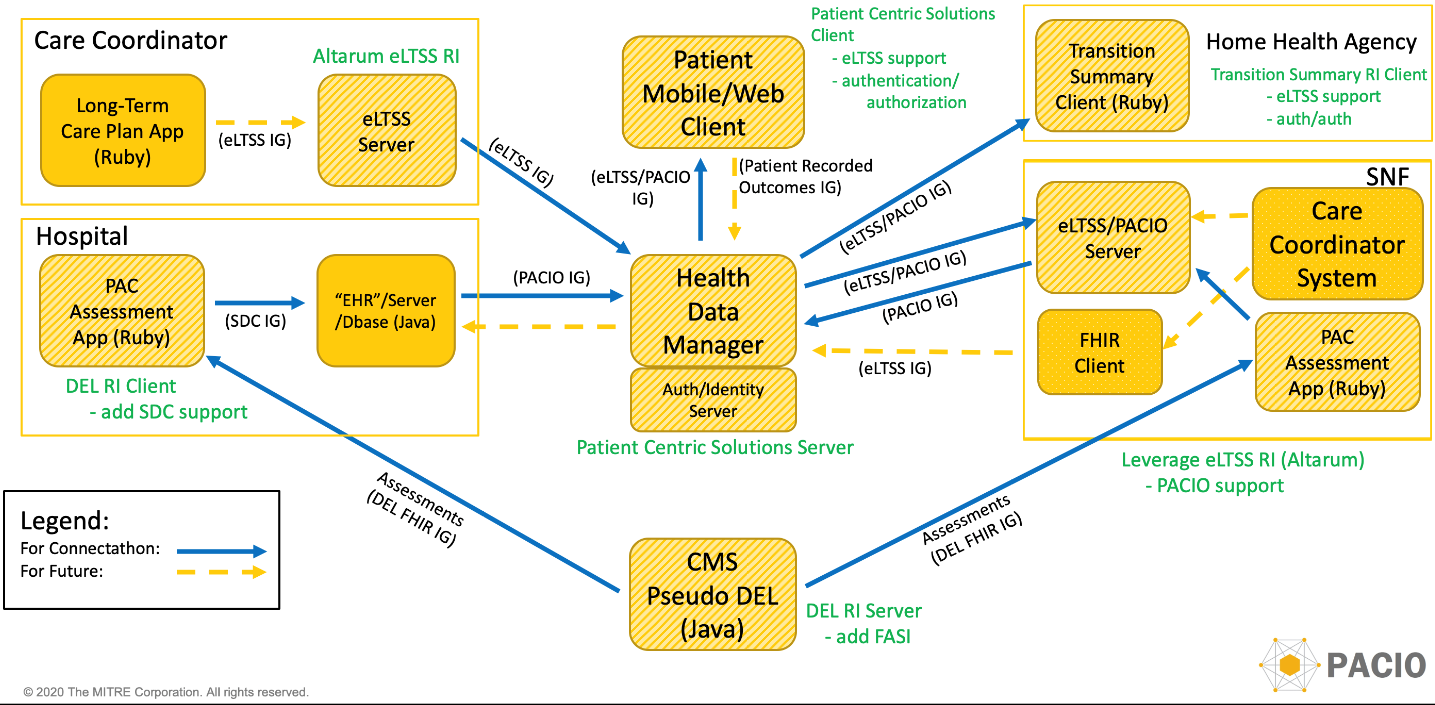 Care Coordinator
Altarum eLTSS RI
Long-Term
Care Plan App
(Ruby)
(eLTSS IG)
eLTSS
Server
(eLTSS IG)
Patient
Mobile/Web
Client
Patient Centric Solutions
Client
- eLTSS support
- authentication/
authorization
(eLTSS/PACIO
IG)
(Patient Recorded
Outcomes IG)
Transition
Summary
Client (Ruby)
Home Health Agency
Transition Summary RI Client
- eLTSS support
- auth/auth
(eLTSS/PACIO IG)
Hospital
PAC
Assessment
App (Ruby)
(SDC IG)
“EHR”/Server
/Dbase (Java)
(PACIO IG)
DEL RI Client
- add SDC support
Health
Data
Manager
Auth/Identity
Server
Patient Centric Solutions Server
(eLTSS/PACIO IG)
(PACIO IG)
(eLTSS IG)
SNF
eLTSS/PACIO
Server
Care
Coordinator
System
FHIR
Client
PAC
Assessment
App (Ruby)
Leverage eLTSS RI (Altarum)
- PACIO support
Assessments
(DEL FHIR IG)
Assessments
(DEL FHIR IG)
CMS
Pseudo DEL
(Java)
DEL RI Server
- add FASI
Legend:
For Connectathon:
For Future:
PACIO
© 2020 The MITRE Corporation. All rights reserved.